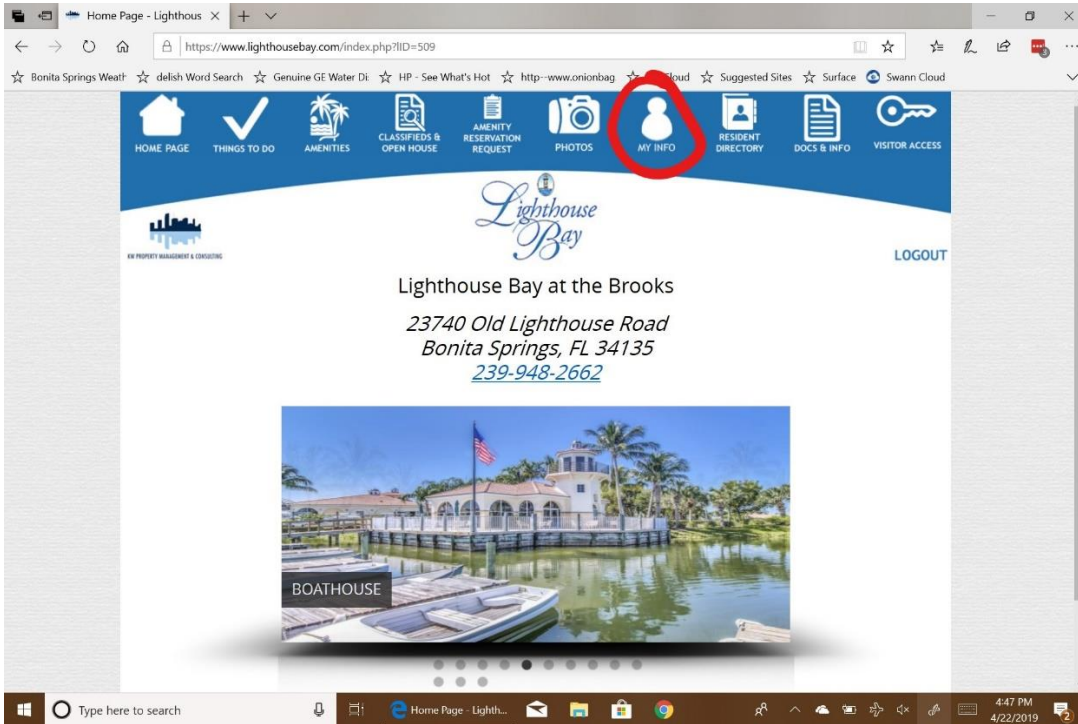 Home Page - Lighthous
https://www.lighthousebay.com/index.php?lID=509
Bonita Springs Weath
delish Word Search
Genuine GE Water Di:
HP - See What's Hot
http--www.onionbag
Suggested Sites
Surface
Swann Cloud
HOME PAGE
THINGS TO DO
AMENITIES
CLASSIFIEDS &
OPEN HOUSE
AMENITY
RESERVATION
REQUEST
PHOTOS
MY INFO
RESIDENT
DIRECTORY
DOCS & INFO
VISITOR ACCESS
Lighthouse
Bay
KW PROPERTY MANAGEMENT & CONSULTING
LOGOUT
Lighthouse Bay at the Brooks
23740 Old Lighthouse Road
Bonita Springs, FL 34135
239-948-2662
BOATHOUSE
Type here to search
Home Page - Lighth...
4:47 PM
4/22/2019
2